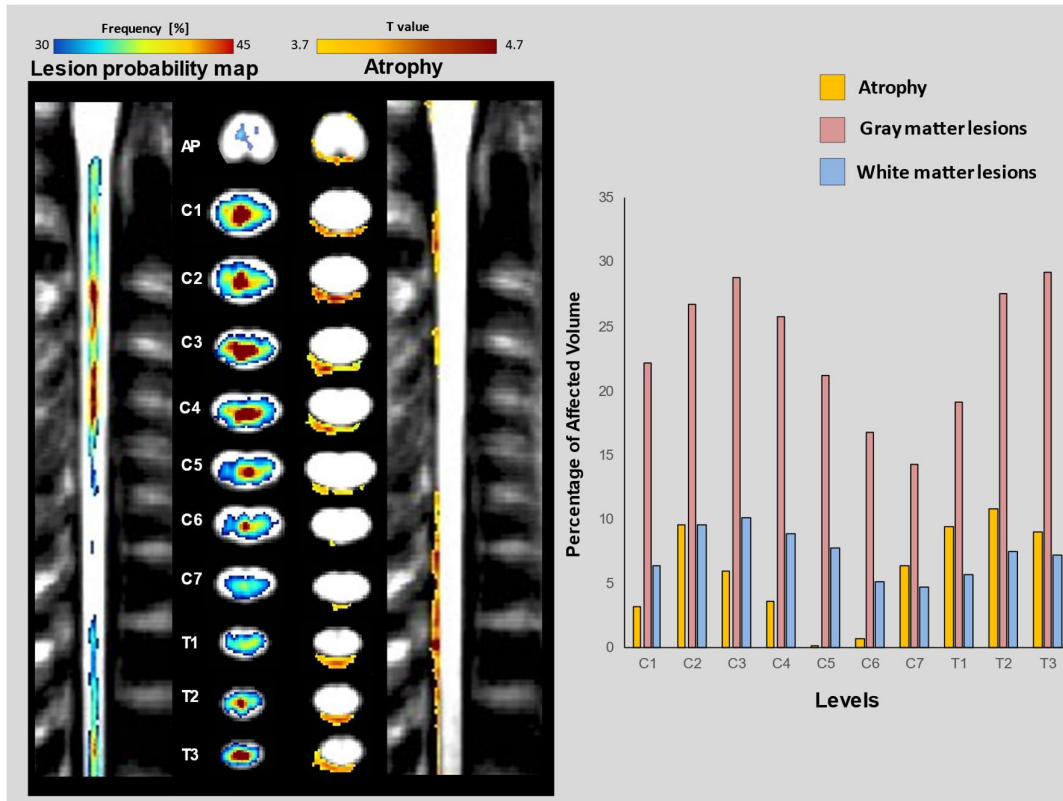 Frequency [%]
T value
30
45
3.7
4.7
Lesion probability map
Atrophy
AP
C1
C2
C3
C4
C5
C6
C7
T1
T2
T3
Atrophy
Gray matter lesions
White matter lesions
Percentage of Affected Volume
35
30
25
20
15
10
5
0
C1 C2 C3 C4 C5 C6 C7 T1 T2 T3
Levels